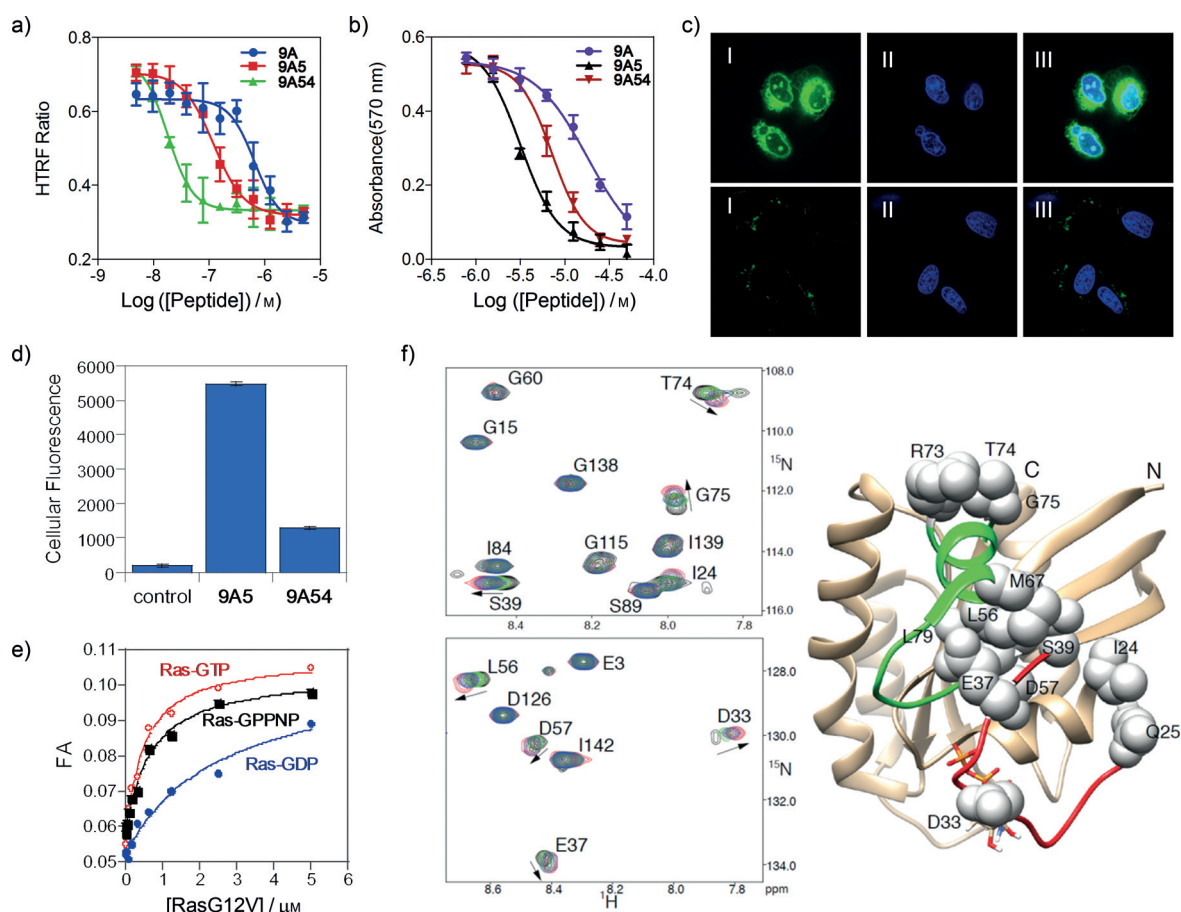 a)
0.8
0.6
0.4
0.2
HTRF Ratio
9A
9A5
9A54
-9 -8 -7 -6 -5
Log ([Peptide]) / M
b)
0.6
0.4
0.2
0.0
Absorbance(570 nm)
9A
9A5
9A54
-6.5 -6.0 -5.5 -5.0 -4.5 -4.0
Log ([Peptide]) / M
c)
I II III
I II III
d)
6000
5000
4000
3000
2000
1000
0
Cellular Fluorescence
control 9A5 9A54
e)
0.11
0.10
0.09
0.08
0.07
0.06
0.05
FA
Ras-GTP
Ras-GPPNP
Ras-GDP
0 1 2 3 4 5 6
[RasG12V] / μM
f)
G60
T74
G15
G138
G75
I84
G115
I139
I24
S39
S89
108.0
110.0
15N
112.0
114.0
116.0
8.4 8.2 8.0 7.8
L56
E3
D126
D57
I142
D33
E37
128.0
130.0
15N
132.0
134.0
8.6 8.4 8.2 8.0 7.8 ppm
1H
R73
T74
C
N
G75
M67
L56
L79
S39
I24
E37
D57
Q25
D33